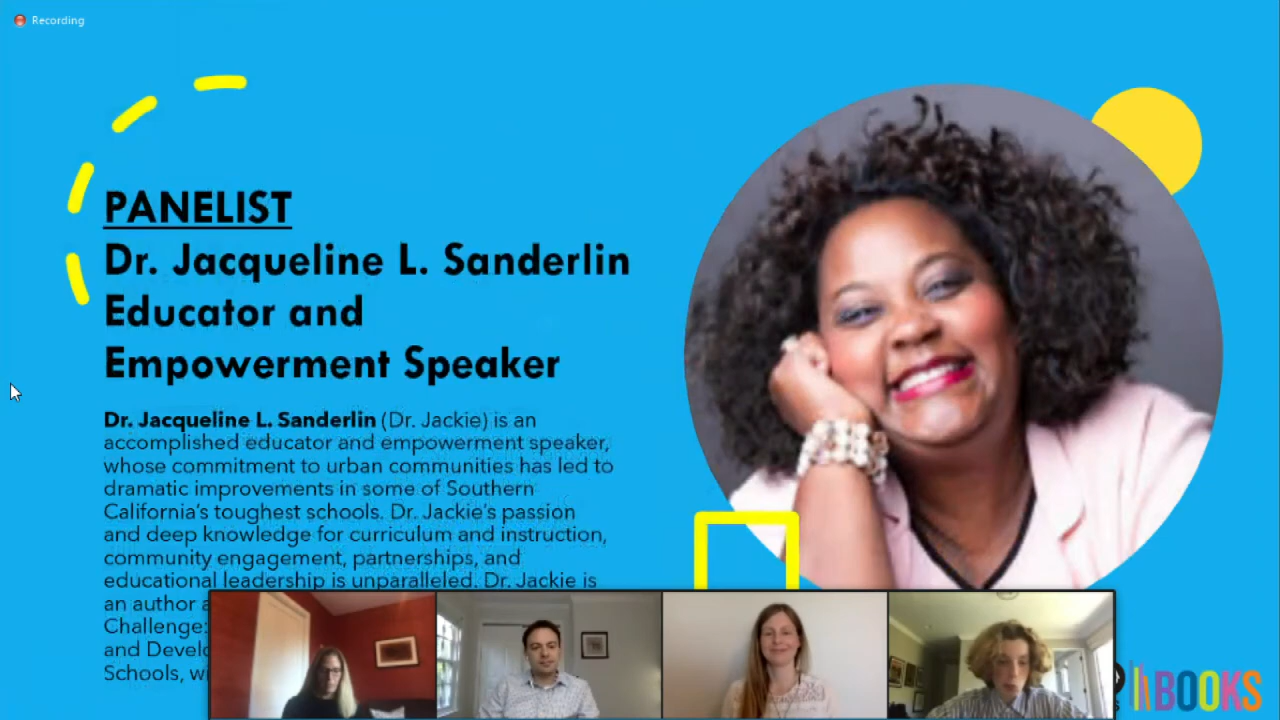 Recording
PANELIST
Dr. Jacqueline L. Sanderlin
Educator and
Empowerment Speaker
Dr. Jacqueline L. Sanderlin (Dr. Jackie) is an
accomplished educator and empowerment speaker,
whose commitment to urban communities has led to
dramatic improvements in some of Southern
California's toughest schools. Dr. Jackie's passion
and deep knowledge for curriculum and instruction,
community engagement, partnerships, and
educational leadership is unparalleled. Dr. Jackie is
an author
Challenge:
and
Schools,
BOOKS